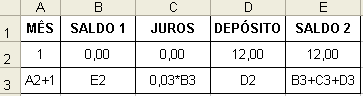 A B C D E
1 MÊS SALDO 1 JUROS DEPÓSITO SALDO 2
2 1 0,00 0,00 12,00 12,00
3 A2+1 E2 0,03*B3 D2 B3+C3+D3